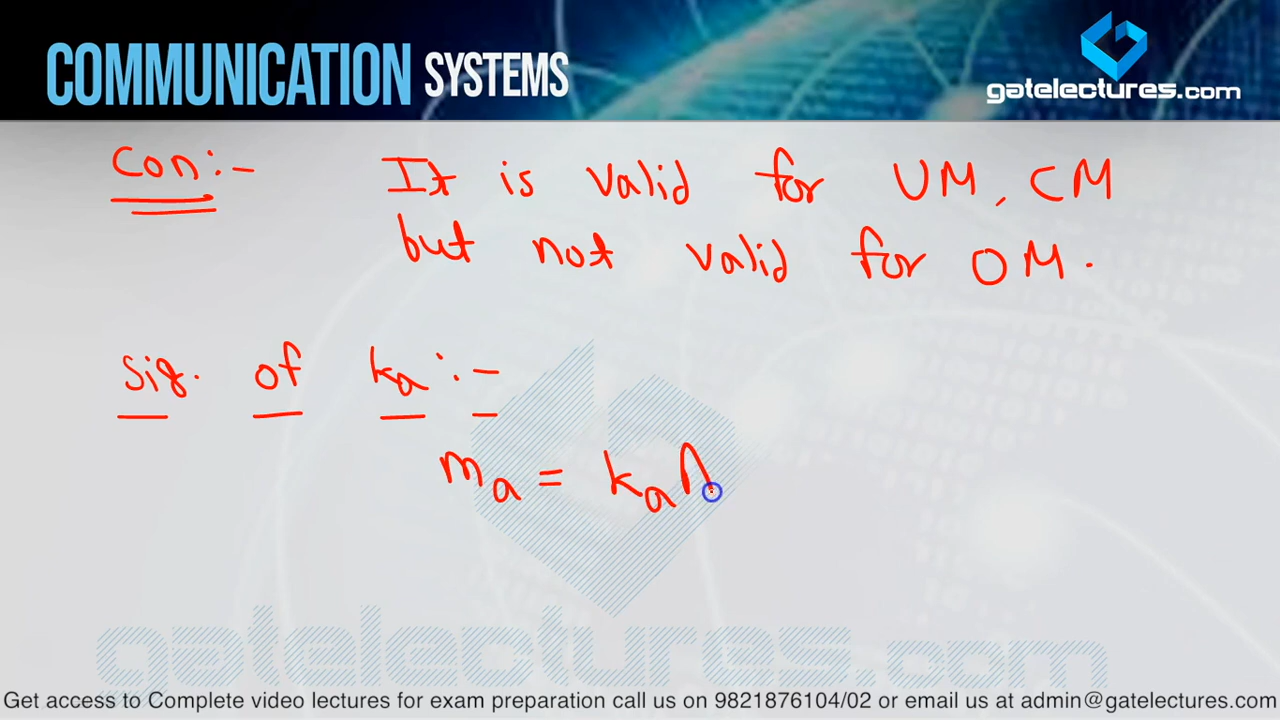 COMMUNICATION SYSTEMS
gatelectures.com
Con:- It is valid for UM, CM
but not valid for OM.
Sig. of ka:-
ma = ka
gatelectures.com
Get access to Complete video lectures for exam preparation call us on 9821876104/02 or email us at admin@gatelectures.com